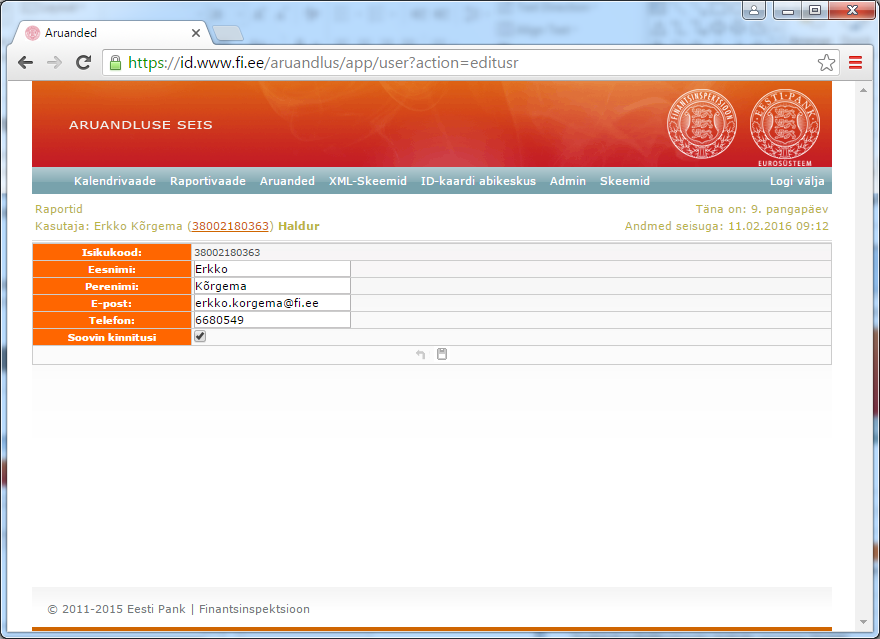 Aruanded
https://id.www.fi.ee/aruandlus/app/user?action=editusr
ARUANDLUSE SEIS
FINANTSINSPEKTSIOON
EESTI PANK
EUROSÜSTEEM
Kalendrivaade Raportivaade Aruanded XML-Skeemid ID-kaardi abikeskus Admin Skeemid Logi välja
Raportid Täna on: 9. pangapäev
Kasutaja: Erkko Kõrgema (38002180363) Haldur Andmed seisuga: 11.02.2016 09:12
Isikukood: 38002180363
Eesnimi: Erkko
Perenimi: Kõrgema
E-post: erkko.korgema@fi.ee
Telefon: 6680549
Soovin kinnitusi
© 2011-2015 Eesti Pank | Finantsinspektsioon